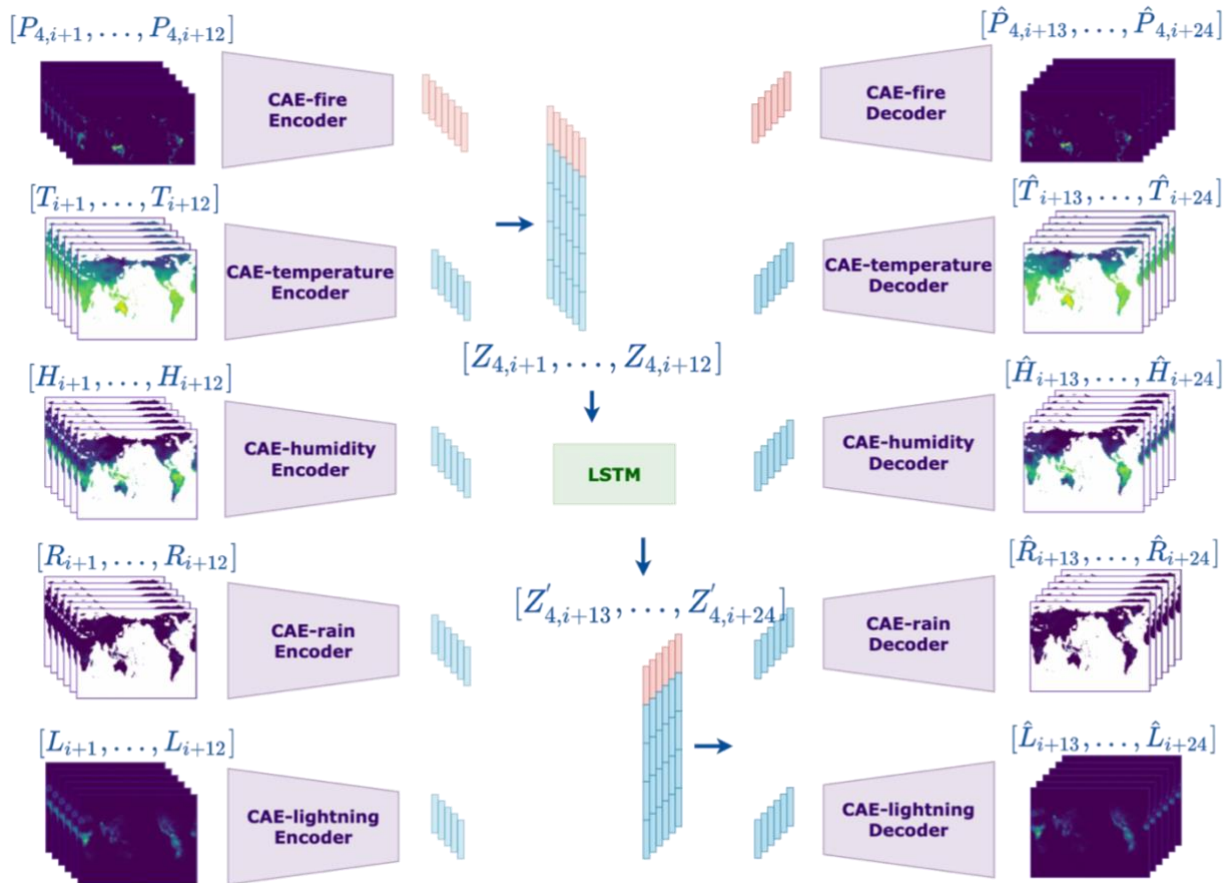 [P_{4,i+1}, . . . , P_{4,i+12}]
CAE-fire
Encoder
[T_{i+1}, . . . , T_{i+12}]
CAE-temperature
Encoder
[H_{i+1}, . . . , H_{i+12}]
CAE-humidity
Encoder
[R_{i+1}, . . . , R_{i+12}]
CAE-rain
Encoder
[L_{i+1}, . . . , L_{i+12}]
CAE-lightning
Encoder
[Z_{4,i+1}, . . . , Z_{4,i+12}]
LSTM
[Z'_{4,i+13}, . . . , Z'_{4,i+24}]
[P̂_{4,i+13}, . . . , P̂_{4,i+24}]
CAE-fire
Decoder
[T̂_{i+13}, . . . , T̂_{i+24}]
CAE-temperature
Decoder
[Ĥ_{i+13}, . . . , Ĥ_{i+24}]
CAE-humidity
Decoder
[R̂_{i+13}, . . . , R̂_{i+24}]
CAE-rain
Decoder
[L̂_{i+13}, . . . , L̂_{i+24}]
CAE-lightning
Decoder